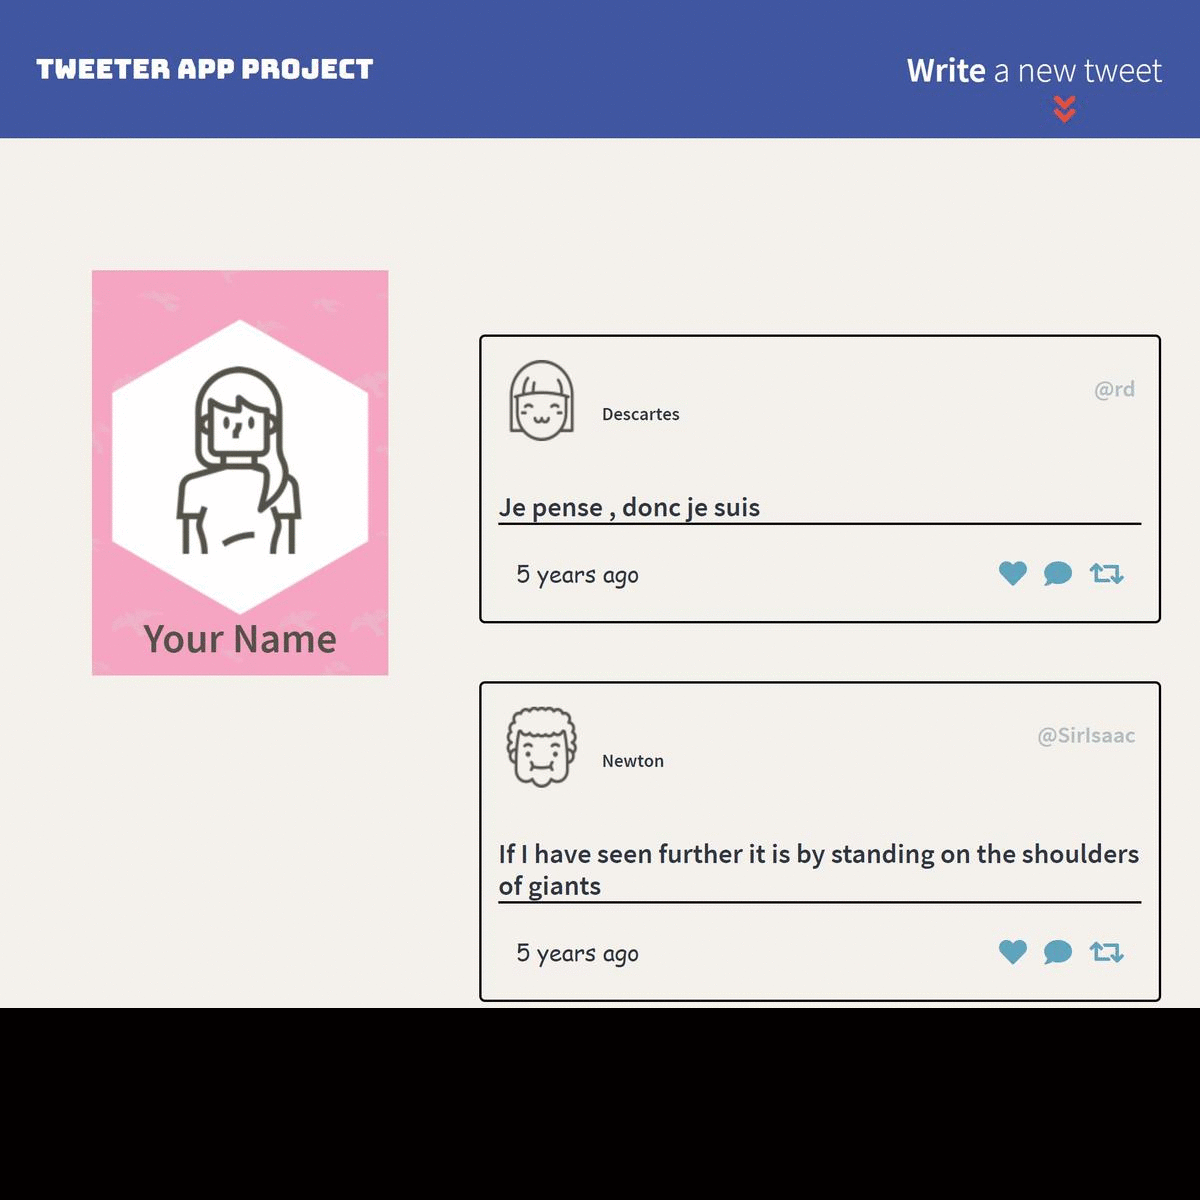 TWEETER APP PROJECT
Write a new tweet
Your Name
Descartes
@rd
Je pense , donc je suis
5 years ago
Newton
@SirIsaac
If I have seen further it is by standing on the shoulders
of giants
5 years ago